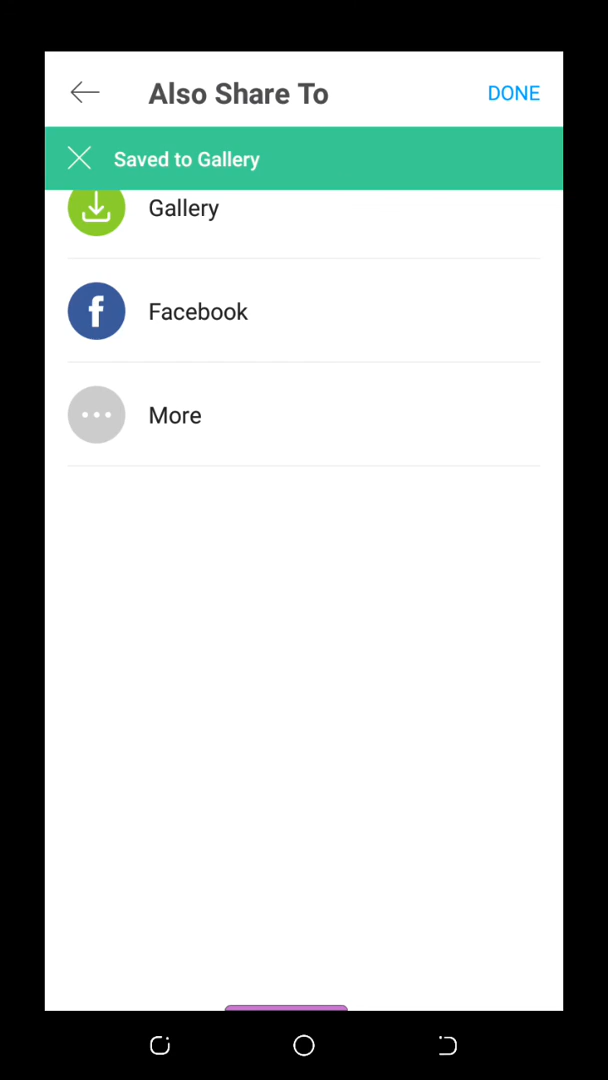 Also Share To
DONE
Saved to Gallery
Gallery
Facebook
More